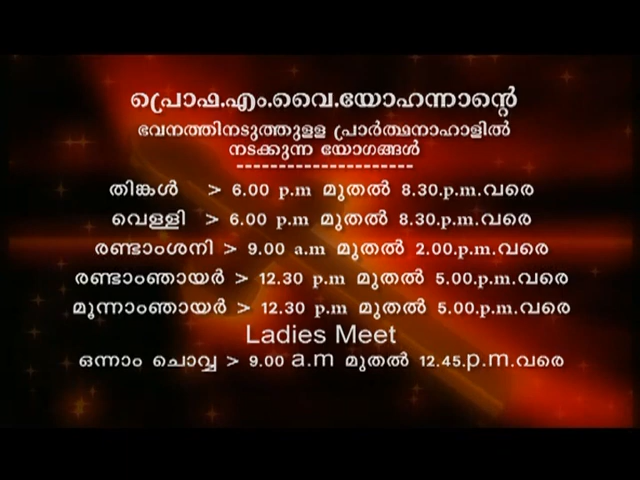 പ്രൊഫ.എം.വൈ.യോഹന്നാന്റെ
ഭവനത്തിനടുത്തുള്ള പ്രാർത്ഥനാഹാളിൽ
നടക്കുന്ന യോഗങ്ങൾ
---------------------
തിങ്കൾ > 6.00 p.m മുതൽ 8.30.p.m.വരെ
വെള്ളി > 6.00 p.m മുതൽ 8.30.p.m.വരെ
രണ്ടാംശനി > 9.00 a.m മുതൽ 2.00.p.m.വരെ
രണ്ടാംഞായർ > 12.30 p.m മുതൽ 5.00.p.m.വരെ
മൂന്നാംഞായർ > 12.30 p.m മുതൽ 5.00.p.m.വരെ
Ladies Meet
ഒന്നാം ചൊവ്വ > 9.00 a.m മുതൽ 12.45.p.m.വരെ